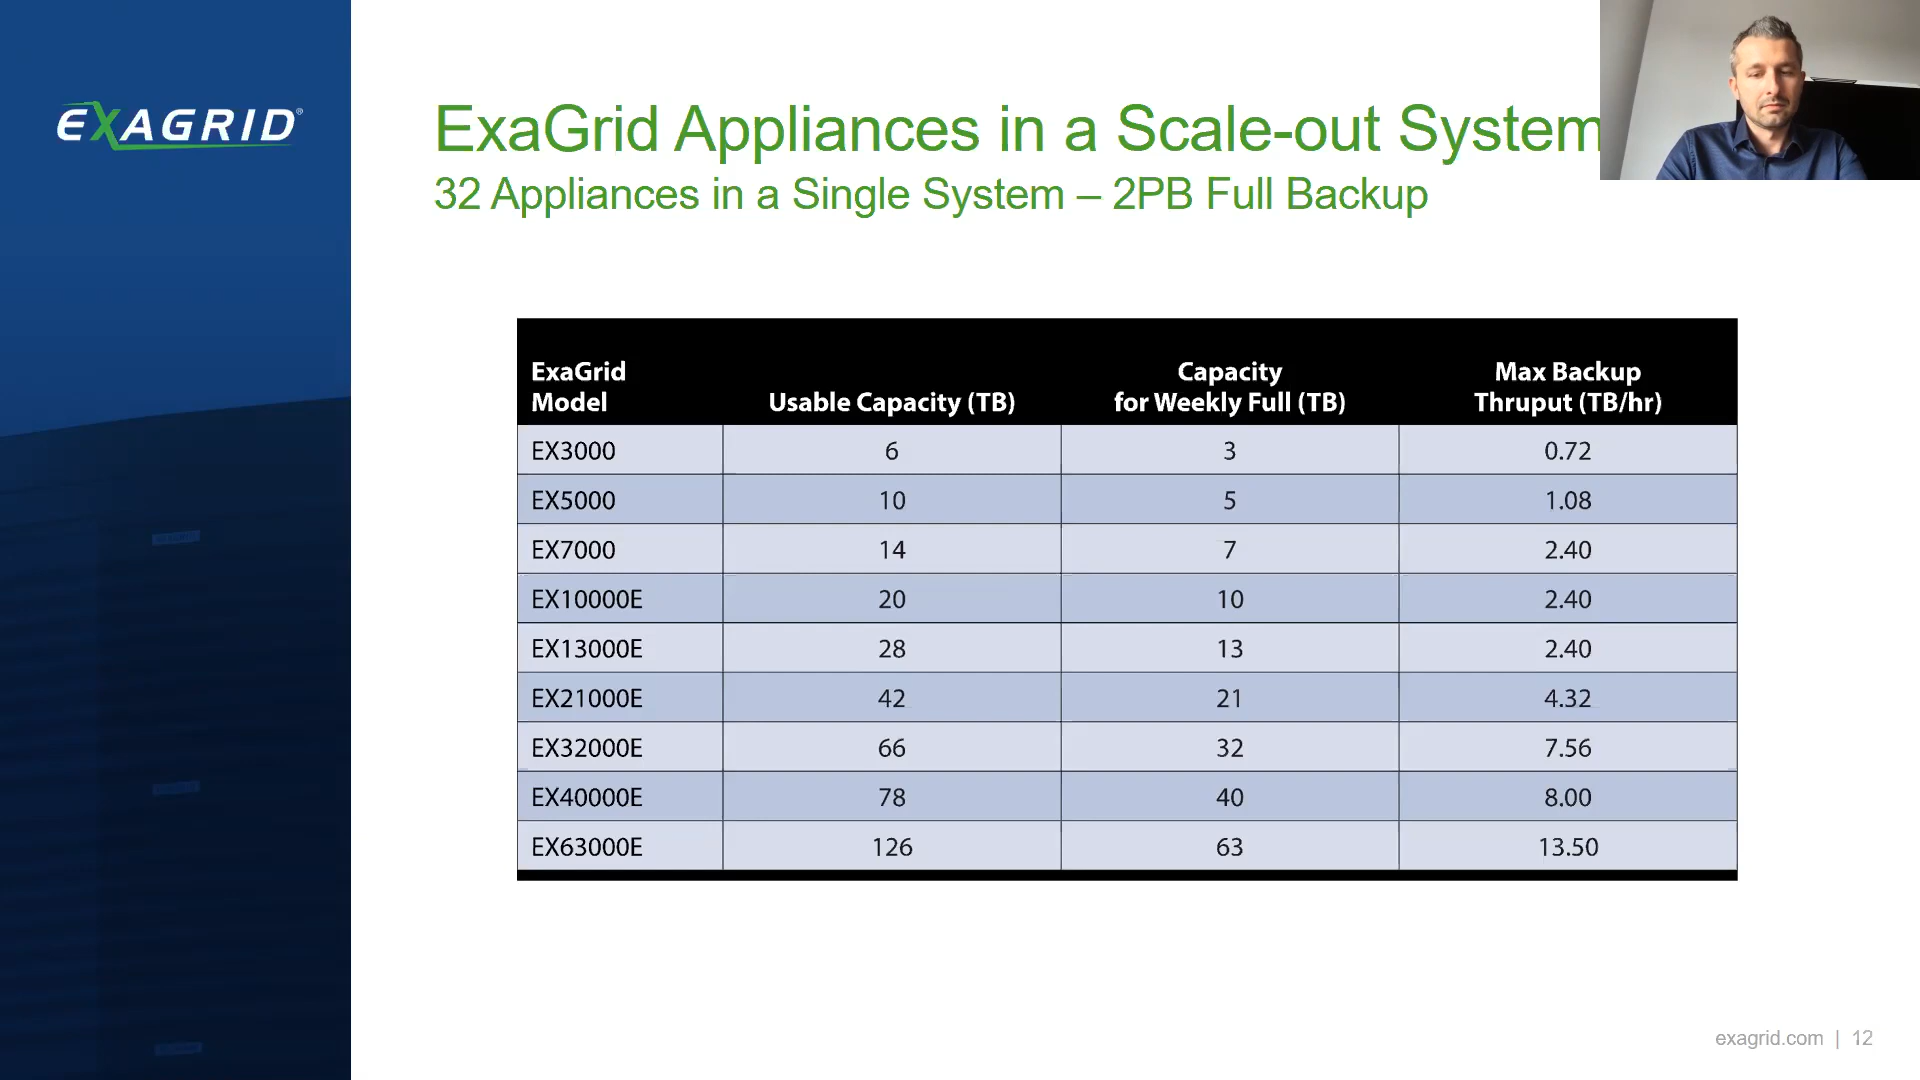 EXAGRID®
ExaGrid Appliances in a Scale-out System
32 Appliances in a Single System – 2PB Full Backup
ExaGrid Model Usable Capacity (TB) Capacity for Weekly Full (TB) Max Backup Thruput (TB/hr)
EX3000 6 3 0.72
EX5000 10 5 1.08
EX7000 14 7 2.40
EX10000E 20 10 2.40
EX13000E 28 13 2.40
EX21000E 42 21 4.32
EX32000E 66 32 7.56
EX40000E 78 40 8.00
EX63000E 126 63 13.50
exagrid.com | 12